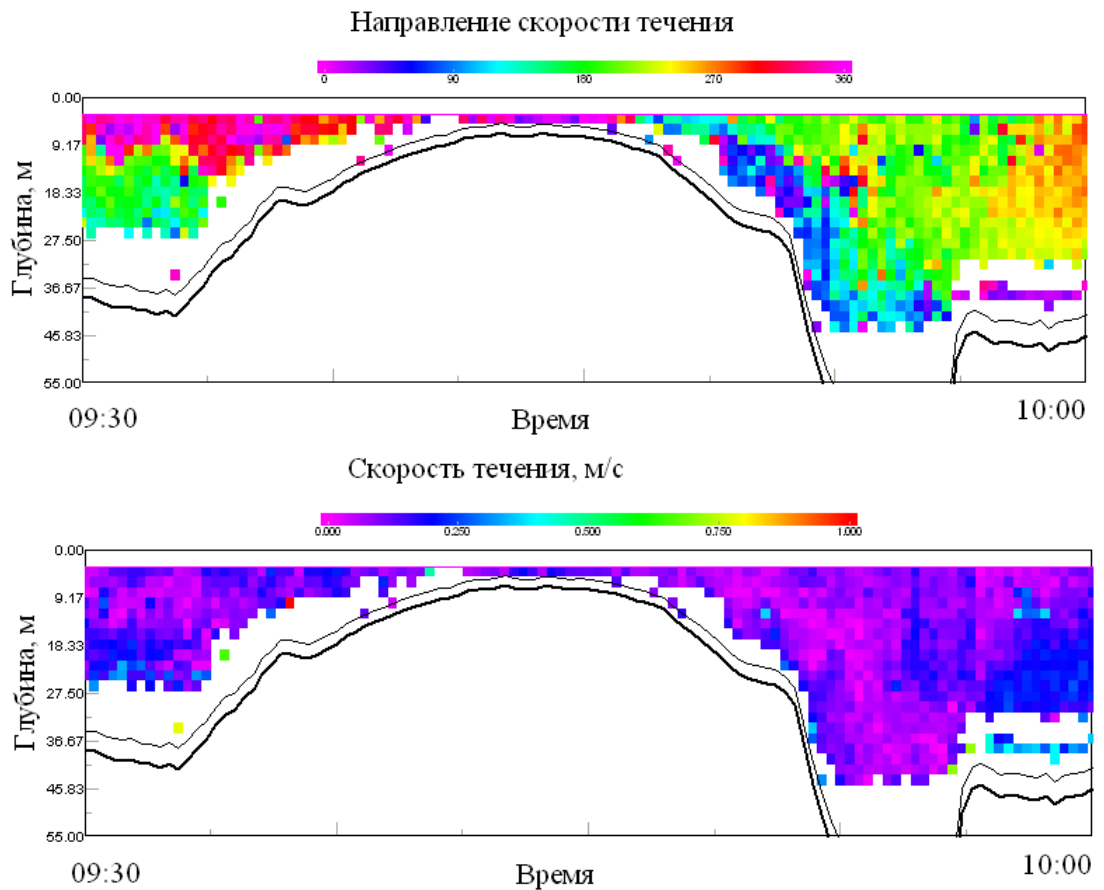 Направление скорости течения
0 90 180 270 360
0.00
9.17
18.33
27.50
36.67
45.83
55.00
Глубина, м
09:30 Время 10:00
Скорость течения, м/с
0.000 0.250 0.500 0.750 1.000
0.00
9.17
18.33
27.50
36.67
45.83
55.00
Глубина, м
09:30 Время 10:00